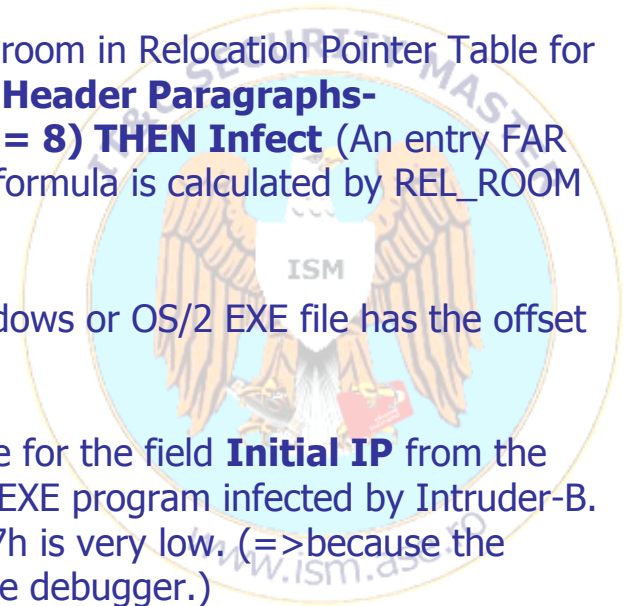 room in Relocation Pointer Table for
Header Paragraphs-
= 8) THEN Infect (An entry FAR
formula is calculated by REL_ROOM
ISM
dows or OS/2 EXE file has the offset
e for the field Initial IP from the
EXE program infected by Intruder-B.
7h is very low. (=>because the
e debugger.)
SECURITY MASTER
www.ism.ase.ro